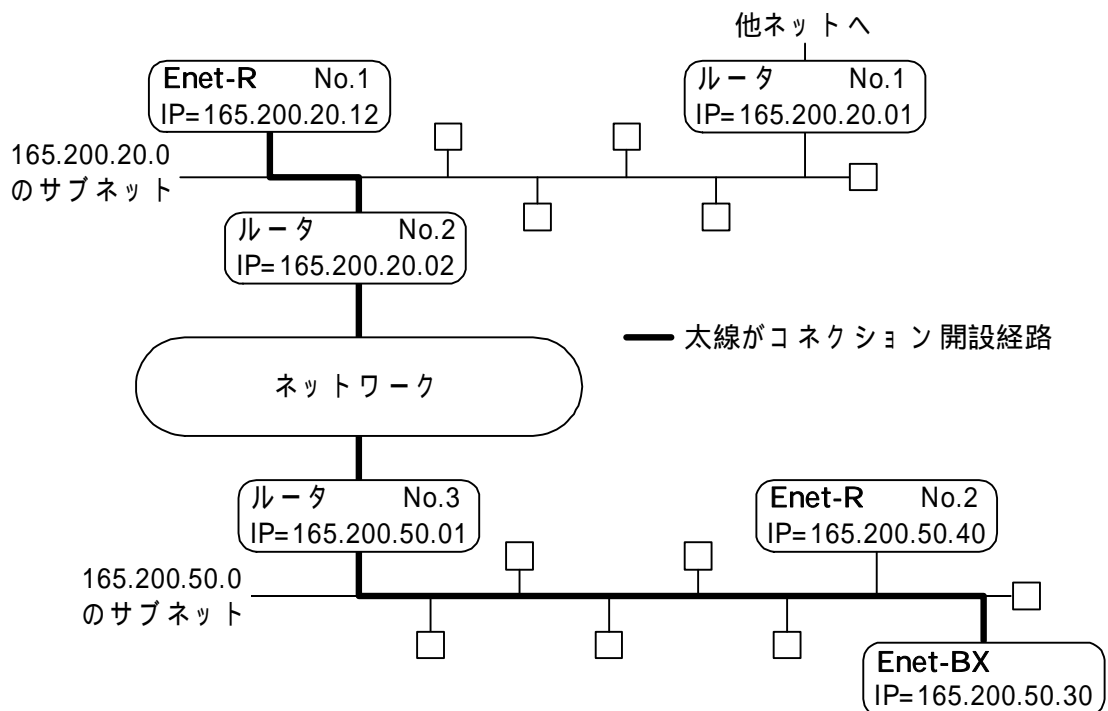 他ネットへ
Enet-R No.1
IP=165.200.20.12
ルータ No.1
IP=165.200.20.01
165.200.20.0
のサブネット
ルータ No.2
IP=165.200.20.02
太線がコネクション開設経路
ネットワーク
ルータ No.3
IP=165.200.50.01
Enet-R No.2
IP=165.200.50.40
165.200.50.0
のサブネット
Enet-BX
IP=165.200.50.30